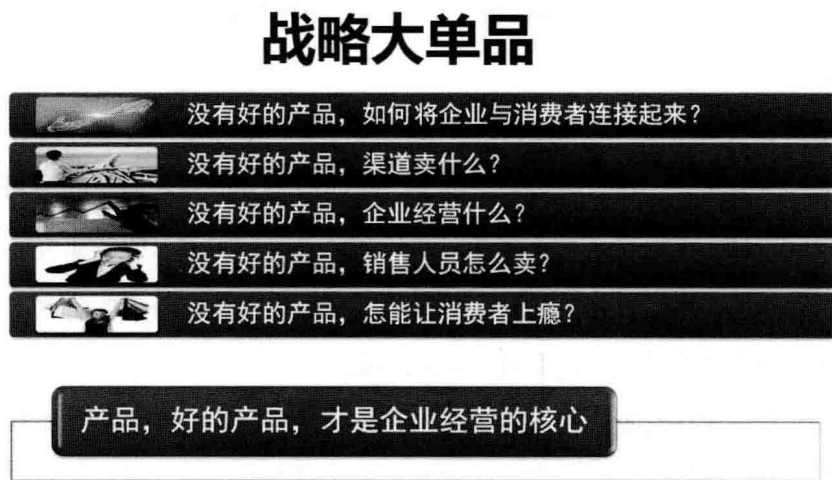 战略大单品
没有好的产品，如何将企业与消费者连接起来？
没有好的产品，渠道卖什么？
没有好的产品，企业经营什么？
没有好的产品，销售人员怎么卖？
没有好的产品，怎能让消费者上瘾？
产品，好的产品，才是企业经营的核心